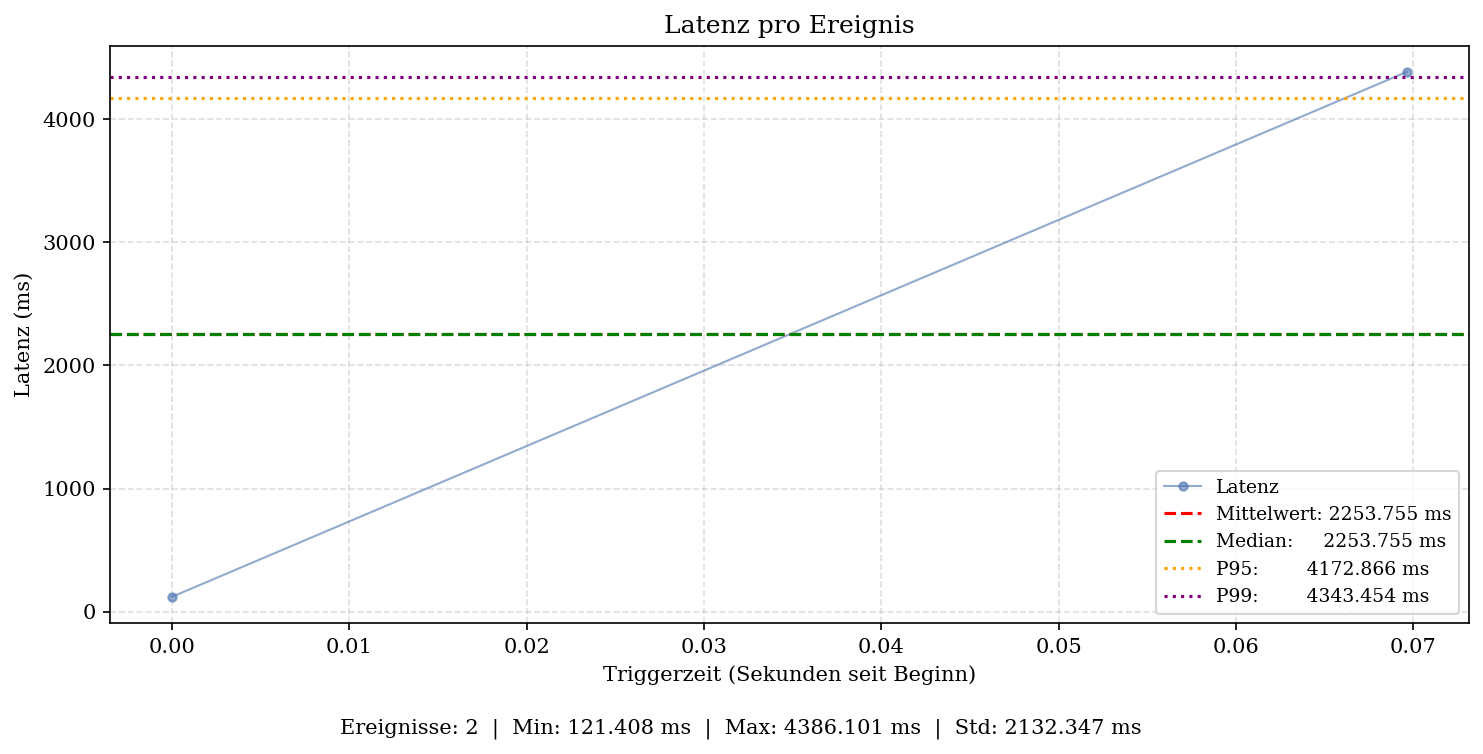 Latenz pro Ereignis
Latenz (ms)
4000
3000
2000
1000
0
Latenz
Mittelwert: 2253.755 ms
Median: 2253.755 ms
P95: 4172.866 ms
P99: 4343.454 ms
0.00 0.01 0.02 0.03 0.04 0.05 0.06 0.07
Triggerzeit (Sekunden seit Beginn)
Ereignisse: 2 | Min: 121.408 ms | Max: 4386.101 ms | Std: 2132.347 ms